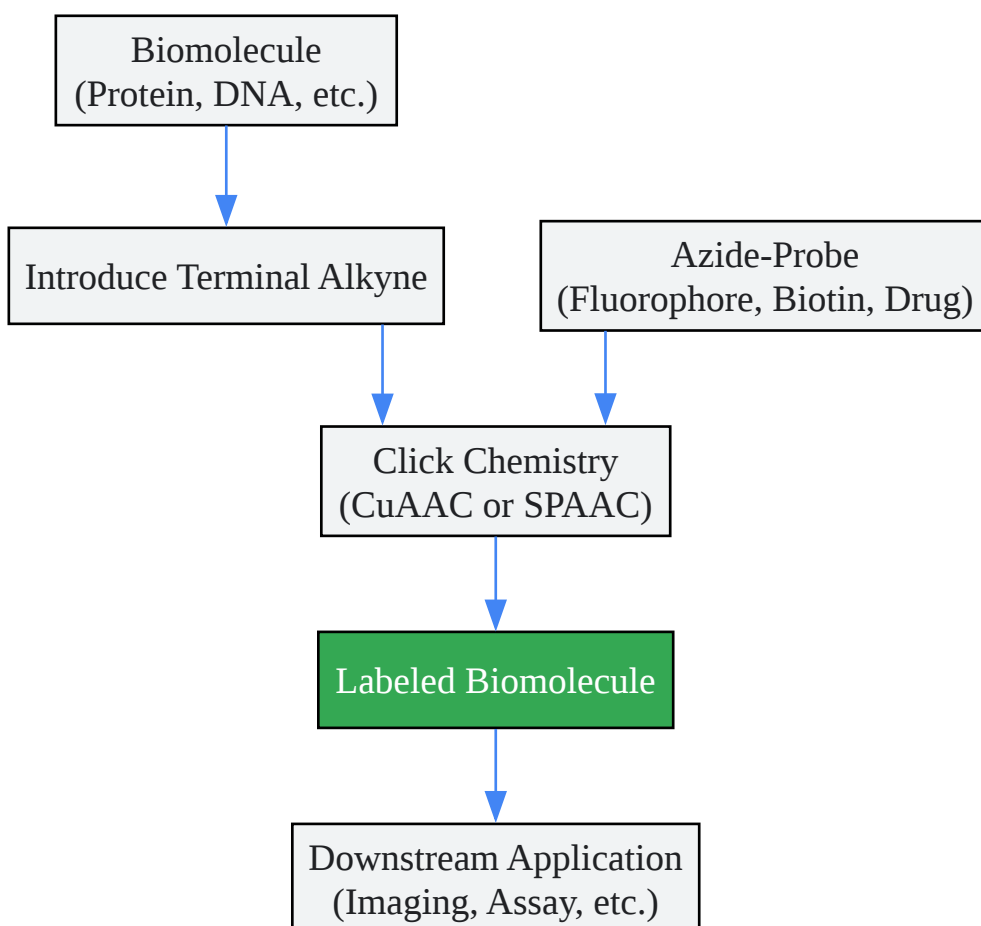 Biomolecule
(Protein, DNA, etc.)
Introduce Terminal Alkyne
Azide-Probe
(Fluorophore, Biotin, Drug)
Click Chemistry
(CuAAC or SPAAC)
Labeled Biomolecule
Downstream Application
(Imaging, Assay, etc.)